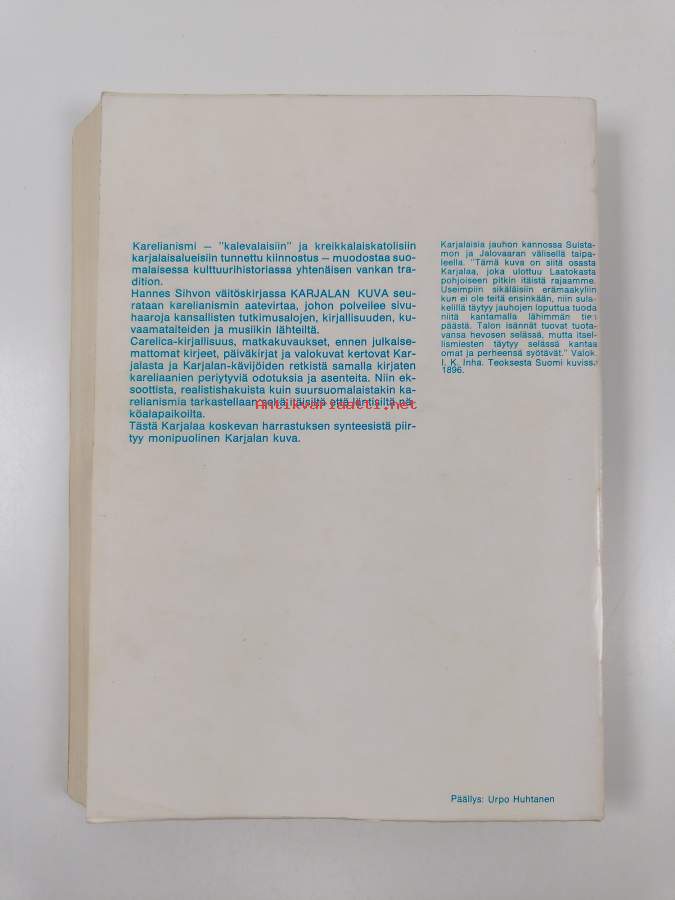 Karelianismi — "kalevalaisiin" ja kreikkalaiskatolisiin
karjalaisalueisiin tunnettu kiinnostus — muodostaa suo-
malaisessa kulttuurihistoriassa yhtenäisen vankan tra-
dition.
Hannes Sihvon väitöskirjassa KARJALAN KUVA seu-
rataan karelianismin aatevirtaa, johon polveilee sivu-
haaroja kansallisten tutkimusalojen, kirjallisuuden, ku-
vaamataiteiden ja musiikin lähteiltä.
Carelica-kirjallisuus, matkakuvaukset, ennen julkaise-
mattomat kirjeet, päiväkirjat ja valokuvat kertovat Kar-
jalasta ja Karjalan-kävijöiden retkistä samalla kirjaten
kareliaanien periytyviä odotuksia ja asenteita. Niin ek-
soottista, realistishakuista kuin suursuomalaistakin ka-
relianismia tarkastellaan sekä itäisiltä että läntisiltä nä-
köalapaikoilta.
Tästä Karjalaa koskevan harrastuksen synteesistä piir-
tyy monipuolinen Karjalan kuva.
Antikvariaatti.net
Karjalaisia jauhon kannossa Suista-
mon ja Jalovaaran välisellä taipa-
leella. "Tämä kuva on siitä osasta
Karjalaa, joka ulottuu Laatokasta
pohjoiseen pitkin itäistä rajaamme.
Useimpiin sikäläisiin erämaakyliin
kun ei ole teitä ensinkään, niin sula-
kelillä täytyy jauhojen loputtua tuoda
niitä kantamalla lähimmän tien
päästä. Talon isännät tuovat tuota-
vansa hevosen selässä, mutta itsel-
lismiesten täytyy selässä kantaa
omat ja perheensä syötävät." Valok.
I. K. Inha. Teoksesta Suomi kuvissa,
1896.
Päällys: Urpo Huhtanen